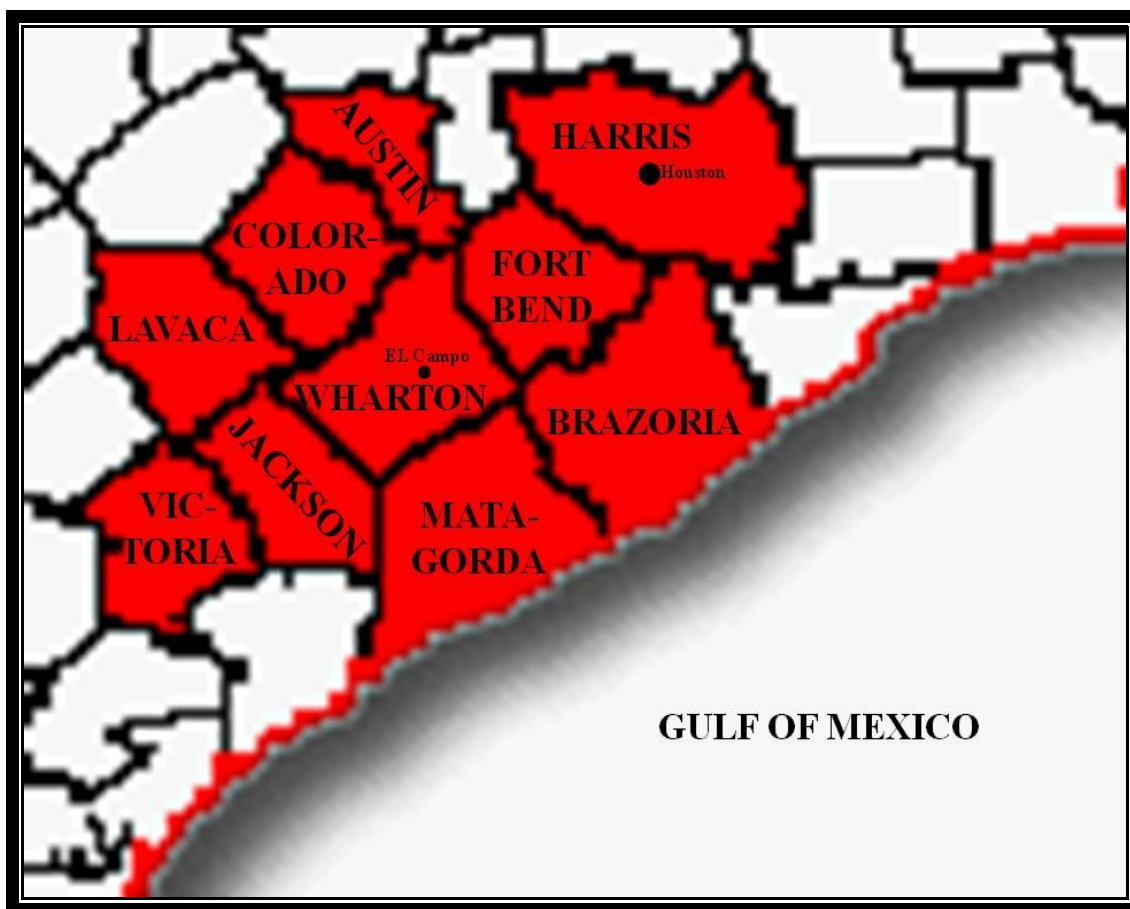 AUSTIN
HARRIS
Houston
COLOR-
ADO
FORT
BEND
LAVACA
EL Campo
WHARTON
BRAZORIA
JACKSON
VIC-
TORIA
MATA-
GORDA
GULF OF MEXICO